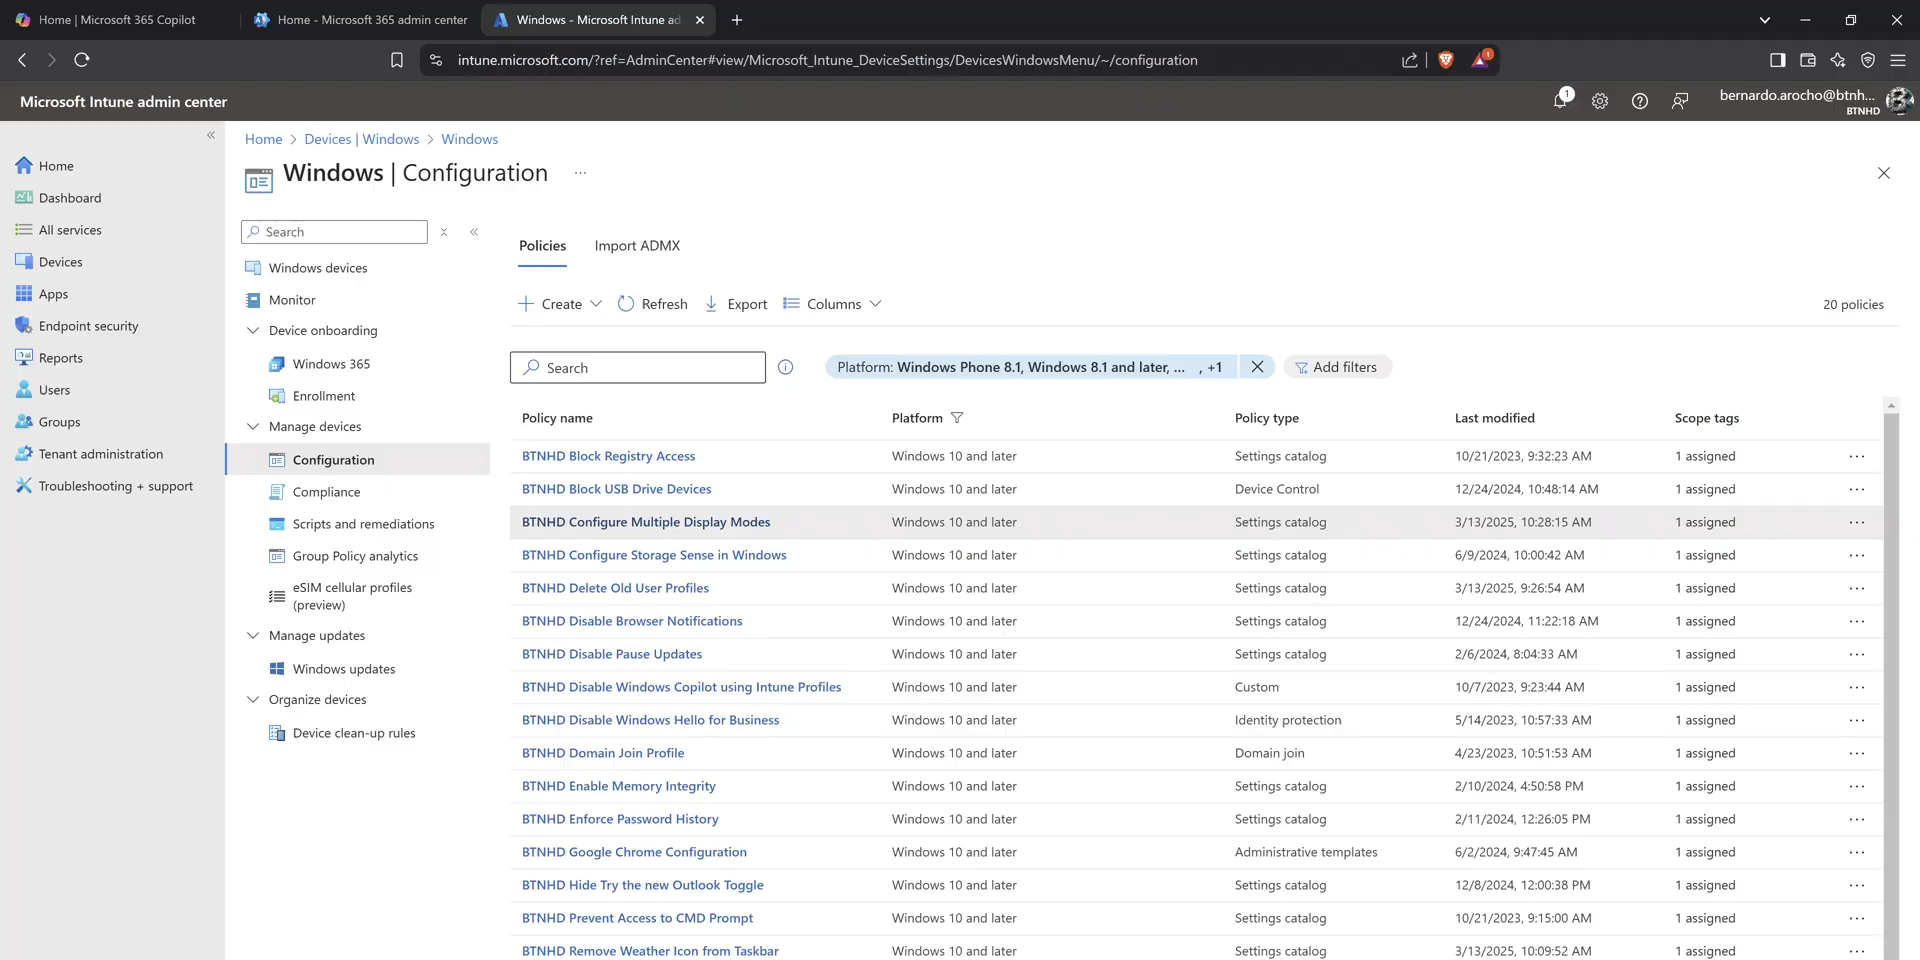 Home | Microsoft 365 Copilot
Home - Microsoft 365 admin center
Windows - Microsoft Intune ad
intune.microsoft.com/?ref=AdminCenter#view/Microsoft_Intune_DeviceSettings/DevicesWindowsMenu/~/configuration
1
Microsoft Intune admin center
1
bernardo.arocho@btnh...
BTNHD
Home > Devices | Windows > Windows
Windows | Configuration ...
Home
Dashboard
All services
Devices
Apps
Endpoint security
Reports
Users
Groups
Tenant administration
Troubleshooting + support
Search
Windows devices
Monitor
Device onboarding
Windows 365
Enrollment
Manage devices
Configuration
Compliance
Scripts and remediations
Group Policy analytics
eSIM cellular profiles
(preview)
Manage updates
Windows updates
Organize devices
Device clean-up rules
Policies Import ADMX
Create Refresh Export Columns 20 policies
Search Platform: Windows Phone 8.1, Windows 8.1 and later, ... , +1 Add filters
Policy name Platform Policy type Last modified Scope tags
BTNHD Block Registry Access Windows 10 and later Settings catalog 10/21/2023, 9:32:23 AM 1 assigned ...
BTNHD Block USB Drive Devices Windows 10 and later Device Control 12/24/2024, 10:48:14 AM 1 assigned ...
BTNHD Configure Multiple Display Modes Windows 10 and later Settings catalog 3/13/2025, 10:28:15 AM 1 assigned ...
BTNHD Configure Storage Sense in Windows Windows 10 and later Settings catalog 6/9/2024, 10:00:42 AM 1 assigned ...
BTNHD Delete Old User Profiles Windows 10 and later Settings catalog 3/13/2025, 9:26:54 AM 1 assigned ...
BTNHD Disable Browser Notifications Windows 10 and later Settings catalog 12/24/2024, 11:22:18 AM 1 assigned ...
BTNHD Disable Pause Updates Windows 10 and later Settings catalog 2/6/2024, 8:04:33 AM 1 assigned ...
BTNHD Disable Windows Copilot using Intune Profiles Windows 10 and later Custom 10/7/2023, 9:23:44 AM 1 assigned ...
BTNHD Disable Windows Hello for Business Windows 10 and later Identity protection 5/14/2023, 10:57:33 AM 1 assigned ...
BTNHD Domain Join Profile Windows 10 and later Domain join 4/23/2023, 10:51:53 AM 1 assigned ...
BTNHD Enable Memory Integrity Windows 10 and later Settings catalog 2/10/2024, 4:50:58 PM 1 assigned ...
BTNHD Enforce Password History Windows 10 and later Settings catalog 2/11/2024, 12:26:05 PM 1 assigned ...
BTNHD Google Chrome Configuration Windows 10 and later Administrative templates 6/2/2024, 9:47:45 AM 1 assigned ...
BTNHD Hide Try the new Outlook Toggle Windows 10 and later Settings catalog 12/8/2024, 12:00:38 PM 1 assigned ...
BTNHD Prevent Access to CMD Prompt Windows 10 and later Settings catalog 10/21/2023, 9:15:00 AM 1 assigned ...
BTNHD Remove Weather Icon from Taskbar Windows 10 and later Settings catalog 3/13/2025, 10:09:52 AM 1 assigned ...